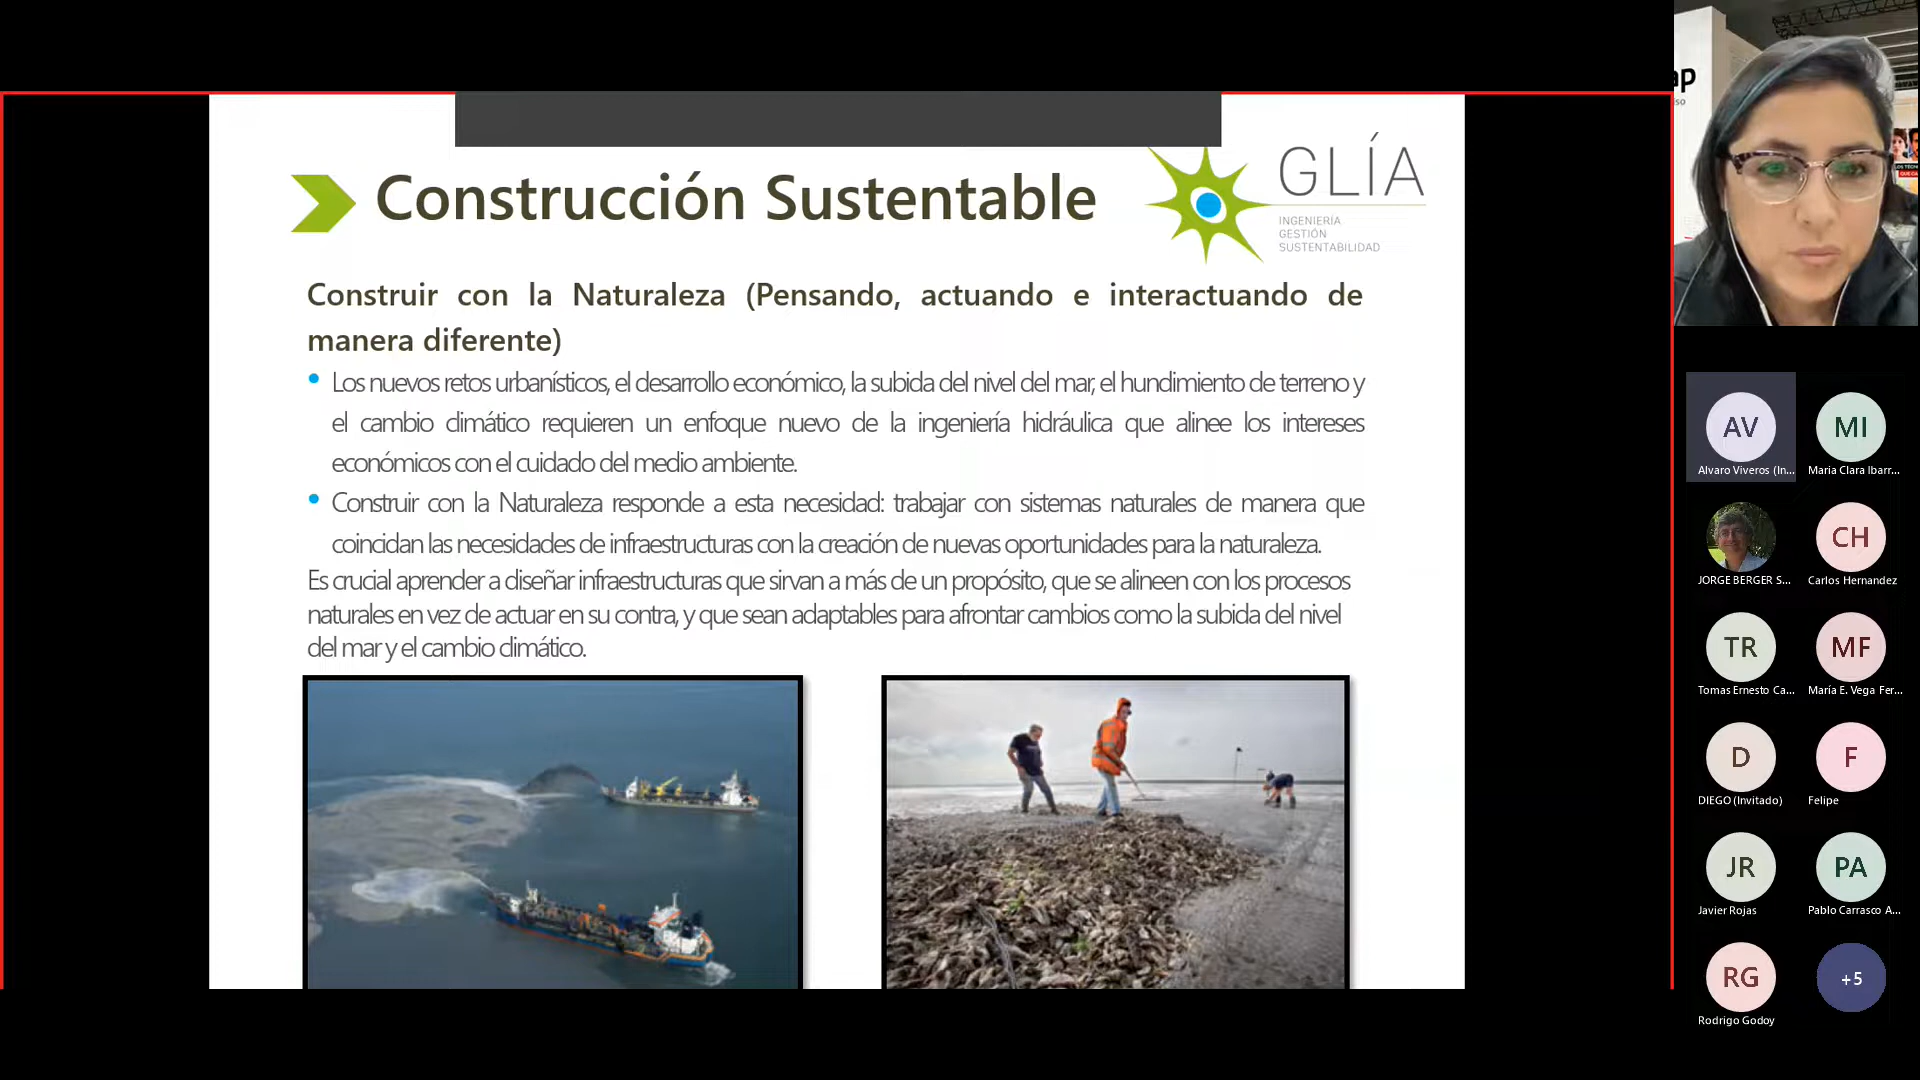 Construcción Sustentable
GLÍA
INGENIERÍA
GESTIÓN
SUSTENTABILIDAD
Construir con la Naturaleza (Pensando, actuando e interactuando de
manera diferente)
• Los nuevos retos urbanísticos, el desarrollo económico, la subida del nivel del mar, el hundimiento de terreno y
el cambio climático requieren un enfoque nuevo de la ingeniería hidráulica que alinee los intereses
económicos con el cuidado del medio ambiente.
• Construir con la Naturaleza responde a esta necesidad: trabajar con sistemas naturales de manera que
coincidan las necesidades de infraestructuras con la creación de nuevas oportunidades para la naturaleza.
Es crucial aprender a diseñar infraestructuras que sirvan a más de un propósito, que se alineen con los procesos
naturales en vez de actuar en su contra, y que sean adaptables para afrontar cambios como la subida del nivel
del mar y el cambio climático.
ap
AV
Alvaro Viveros (In...
MI
Maria Clara Ibarr...
JORGE BERGER S...
CH
Carlos Hernandez
TR
Tomas Ernesto Ca...
MF
María E. Vega Fer...
D
DIEGO (Invitado)
F
Felipe
JR
Javier Rojas
PA
Pablo Carrasco A...
RG
Rodrigo Godoy
+5